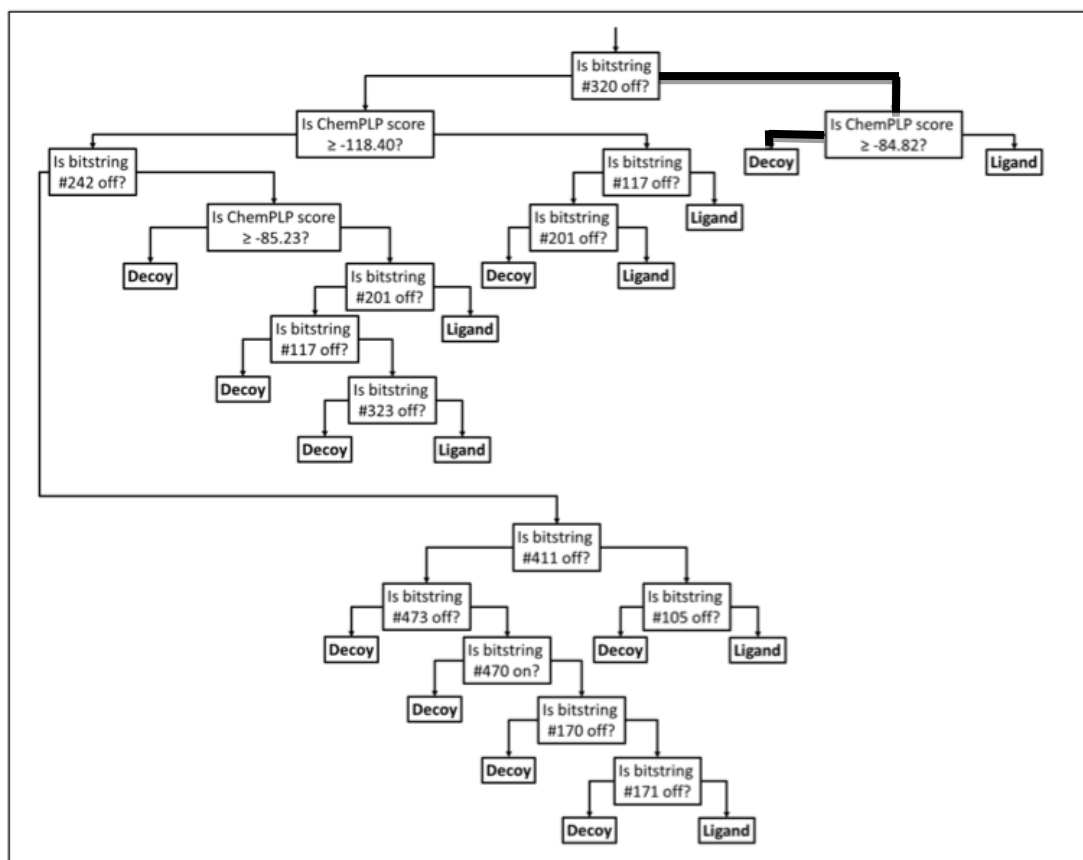 Is bitstring
#320 off?
Is ChemPLP score
≥ -118.40?
Is ChemPLP score
≥ -84.82?
Is bitstring
#242 off?
Is bitstring
#117 off?
Decoy
Ligand
Is ChemPLP score
≥ -85.23?
Is bitstring
#201 off?
Ligand
Decoy
Is bitstring
#201 off?
Decoy
Ligand
Is bitstring
#117 off?
Ligand
Decoy
Is bitstring
#323 off?
Decoy
Ligand
Is bitstring
#411 off?
Is bitstring
#473 off?
Is bitstring
#105 off?
Decoy
Is bitstring
#470 on?
Decoy
Ligand
Decoy
Is bitstring
#170 off?
Decoy
Is bitstring
#171 off?
Decoy
Ligand